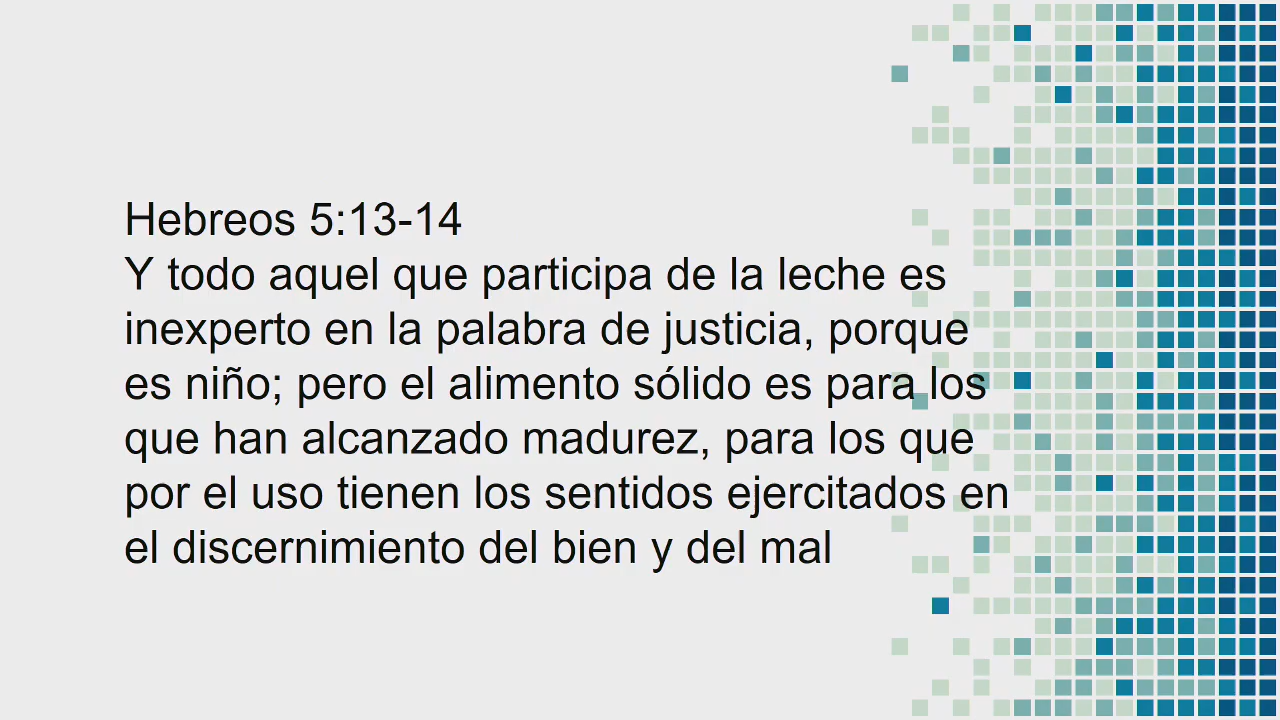 Hebreos 5:13-14
Y todo aquel que participa de la leche es
inexperto en la palabra de justicia, porque
es niño; pero el alimento sólido es para los
que han alcanzado madurez, para los que
por el uso tienen los sentidos ejercitados en
el discernimiento del bien y del mal